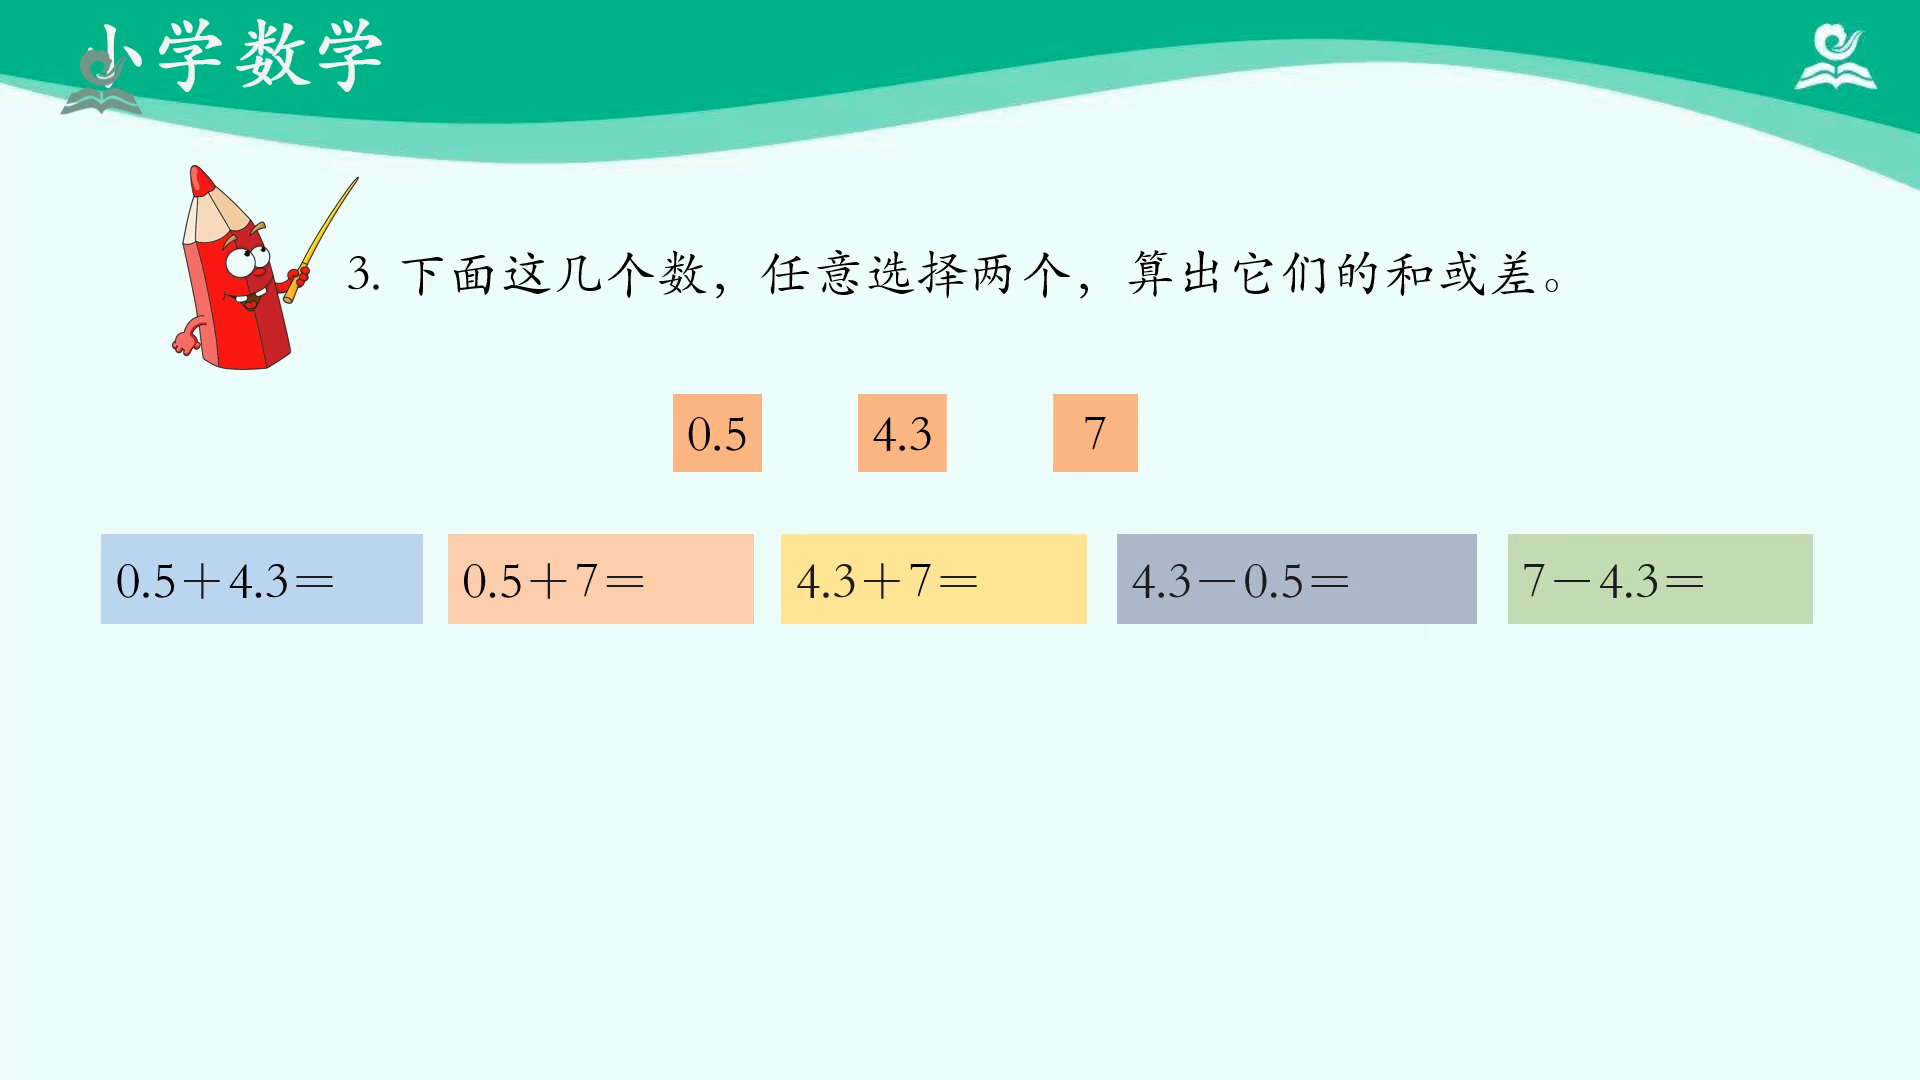 小学数学
3. 下面这几个数，任意选择两个，算出它们的和或差。
0.5 4.3 7
0.5＋4.3＝ 0.5＋7＝ 4.3＋7＝ 4.3－0.5＝ 7－4.3＝